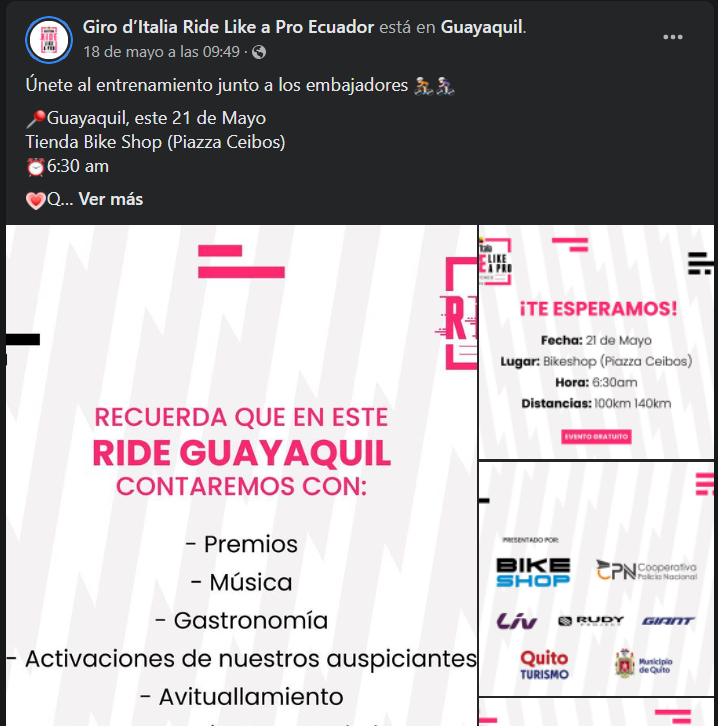 Giro d’Italia Ride Like a Pro Ecuador está en Guayaquil.
18 de mayo a las 09:49 ·
Únete al entrenamiento junto a los embajadores
Guayaquil, este 21 de Mayo
Tienda Bike Shop (Piazza Ceibos)
6:30 am
Q... Ver más
RECUERDA QUE EN ESTE
RIDE GUAYAQUIL
CONTAREMOS CON:
- Premios
- Música
- Gastronomía
- Activaciones de nuestros auspiciantes
- Avituallamiento
LIKE
A PRO
¡TE ESPERAMOS!
Fecha: 21 de Mayo
Lugar: Bikeshop (Piazza Ceibos)
Hora: 6:30am
Distancias: 100km 140km
EVENTO GRATUITO
PRESENTADO POR:
BIKE
SHOP
CPN Cooperativa
Policía Nacional
Liv
RUDY
PROJECT
GIANT
Quito
TURISMO
Municipio
de Quito